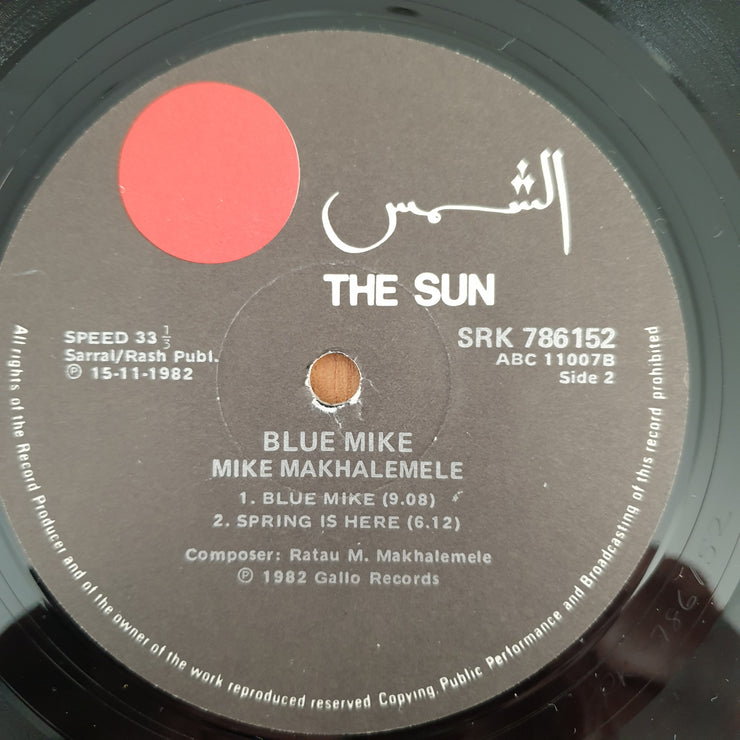 الشمس
THE SUN
SPEED 33 1/3
Sarral/Rash Publ.
℗ 15-11-1982
SRK 786152
ABC 11007B
Side 2
BLUE MIKE
MIKE MAKHALEMELE
1. BLUE MIKE (9.08)
2. SPRING IS HERE (6.12)
Composer: Ratau M. Makhalemele
℗ 1982 Gallo Records
All rights of the Record Producer and of the owner of the work reproduced reserved Copying, Public Performance and Broadcasting of this record prohibited